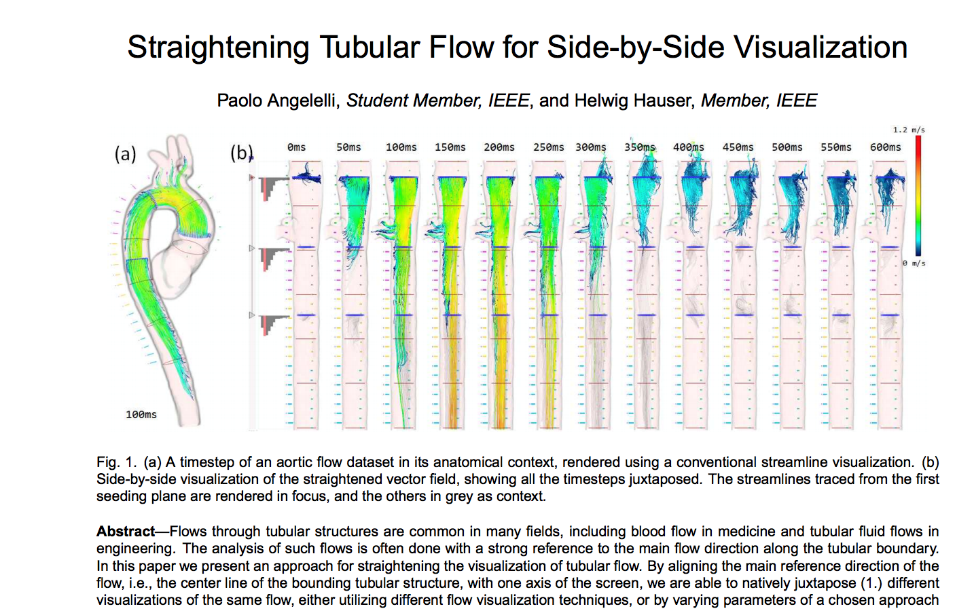 Straightening Tubular Flow for Side-by-Side Visualization
Paolo Angelelli, Student Member, IEEE, and Helwig Hauser, Member, IEEE
(a)
100ms
(b)
0ms 50ms 100ms 150ms 200ms 250ms 300ms 350ms 400ms 450ms 500ms 550ms 600ms
1.2 m/s
0 m/s
Fig. 1. (a) A timestep of an aortic flow dataset in its anatomical context, rendered using a conventional streamline visualization. (b)
Side-by-side visualization of the straightened vector field, showing all the timesteps juxtaposed. The streamlines traced from the first
seeding plane are rendered in focus, and the others in grey as context.
Abstract—Flows through tubular structures are common in many fields, including blood flow in medicine and tubular fluid flows in
engineering. The analysis of such flows is often done with a strong reference to the main flow direction along the tubular boundary.
In this paper we present an approach for straightening the visualization of tubular flow. By aligning the main reference direction of the
flow, i.e., the center line of the bounding tubular structure, with one axis of the screen, we are able to natively juxtapose (1.) different
visualizations of the same flow, either utilizing different flow visualization techniques, or by varying parameters of a chosen approach